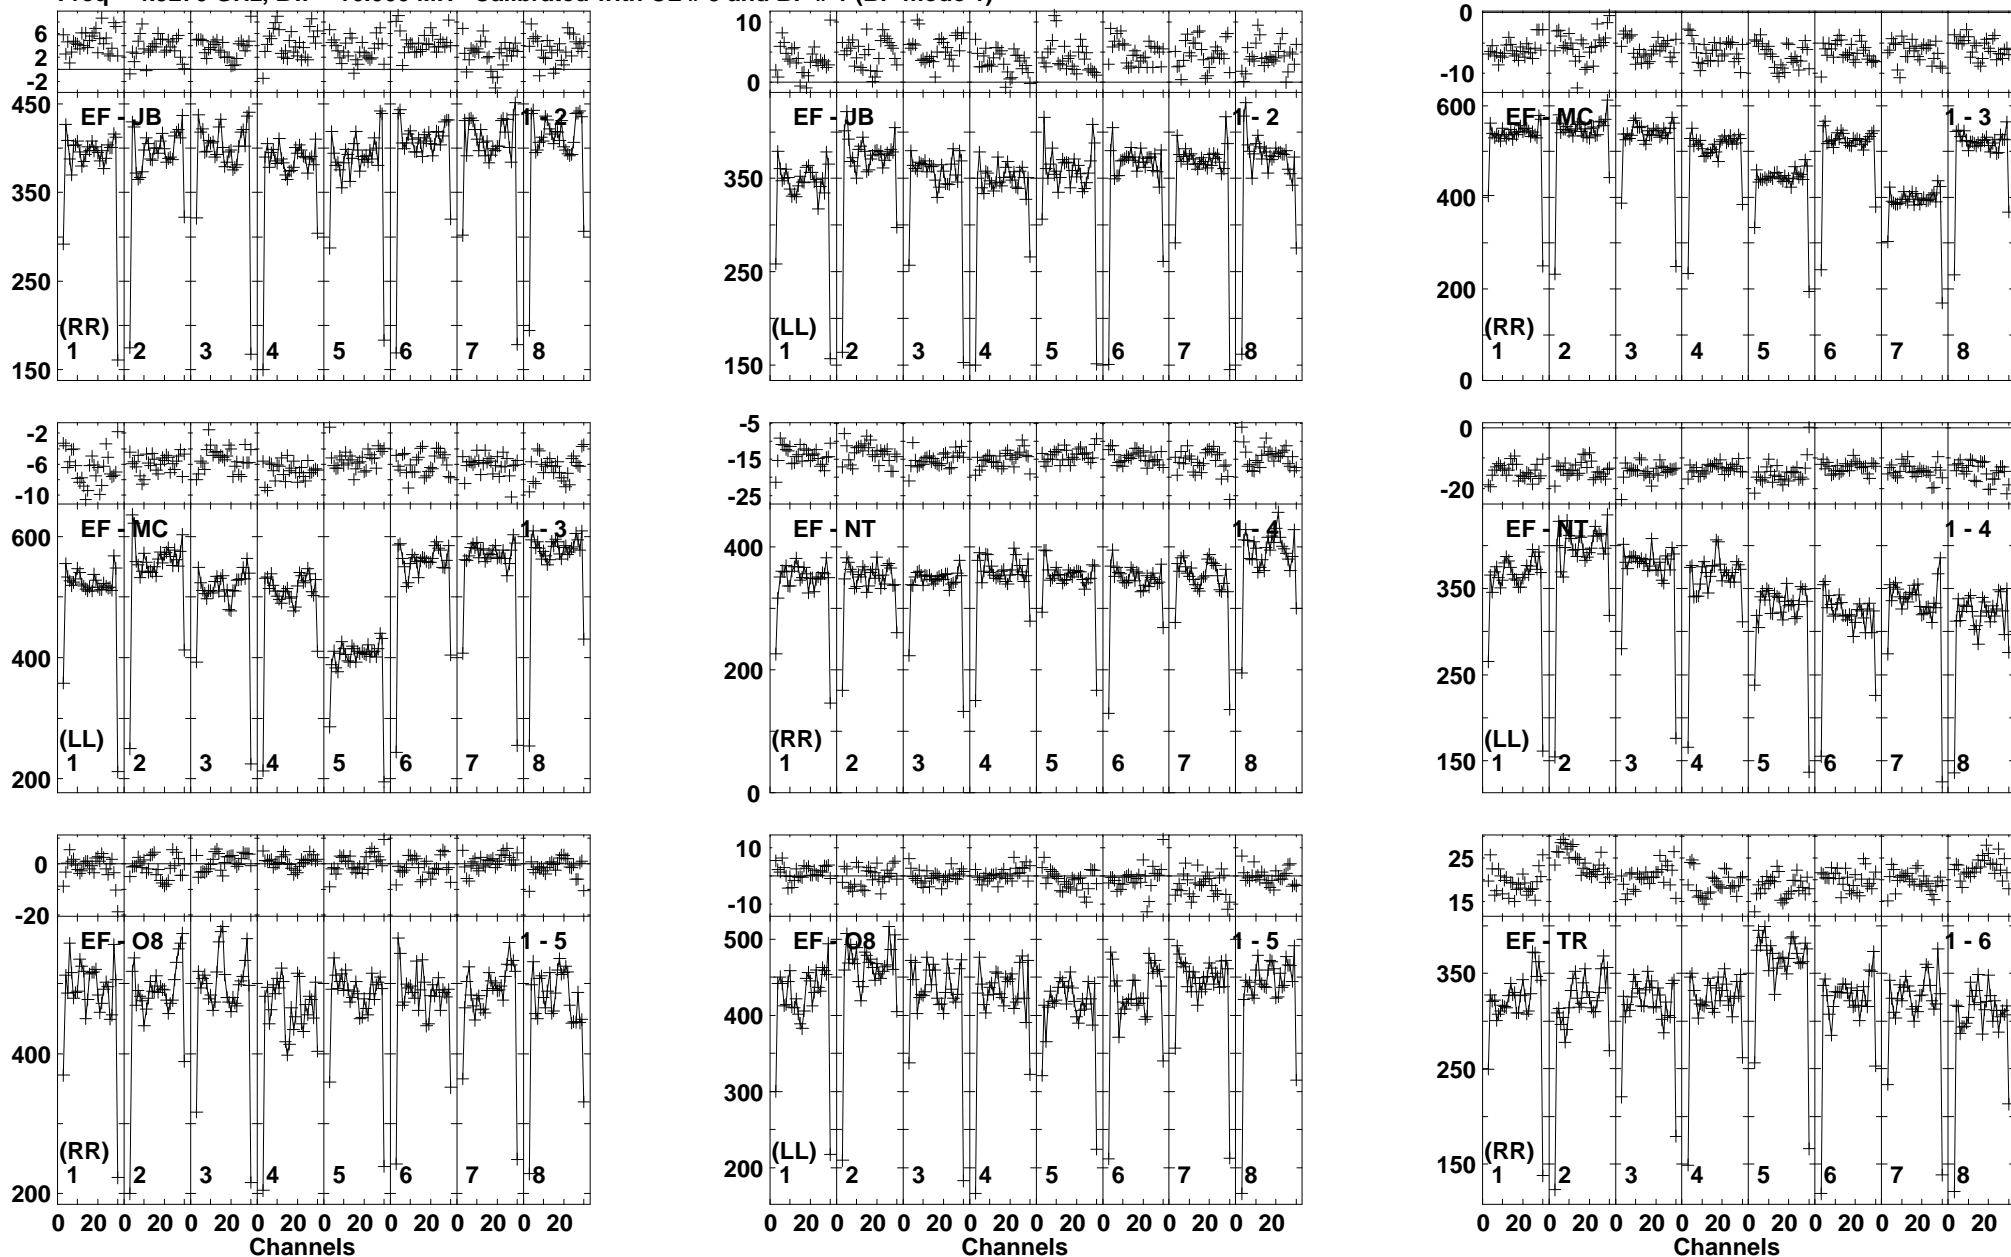 6 2 -2
10 0
0 -10
450 350 250 150
EF - JB 1 - 2
(RR)
1 2 3 4 5 6 7 8
350 250 150
EF - JB 1 - 2
(LL)
1 2 3 4 5 6 7 8
600 400 200 0
EF - MC 1 - 3
(RR)
1 2 3 4 5 6 7 8
-2 -6 -10
-5 -15 -25
0 -20
600 400 200
EF - MC 1 - 3
(LL)
1 2 3 4 5 6 7 8
400 200 0
EF - NT 1 - 4
(RR)
1 2 3 4 5 6 7 8
350 250 150
EF - NT 1 - 4
(LL)
1 2 3 4 5 6 7 8
0 -20
10 -10
25 15
400 200
EF - O8 1 - 5
(RR)
1 2 3 4 5 6 7 8
0 20 0 20 0 20 0 20 0 20 0 20 0 20 0 20
Channels
500 400 300 200
EF - O8 1 - 5
(LL)
1 2 3 4 5 6 7 8
0 20 0 20 0 20 0 20 0 20 0 20 0 20 0 20
Channels
350 250 150
EF - TR 1 - 6
(RR)
1 2 3 4 5 6 7 8
0 20 0 20 0 20 0 20 0 20 0 20 0 20 0 20
Channels